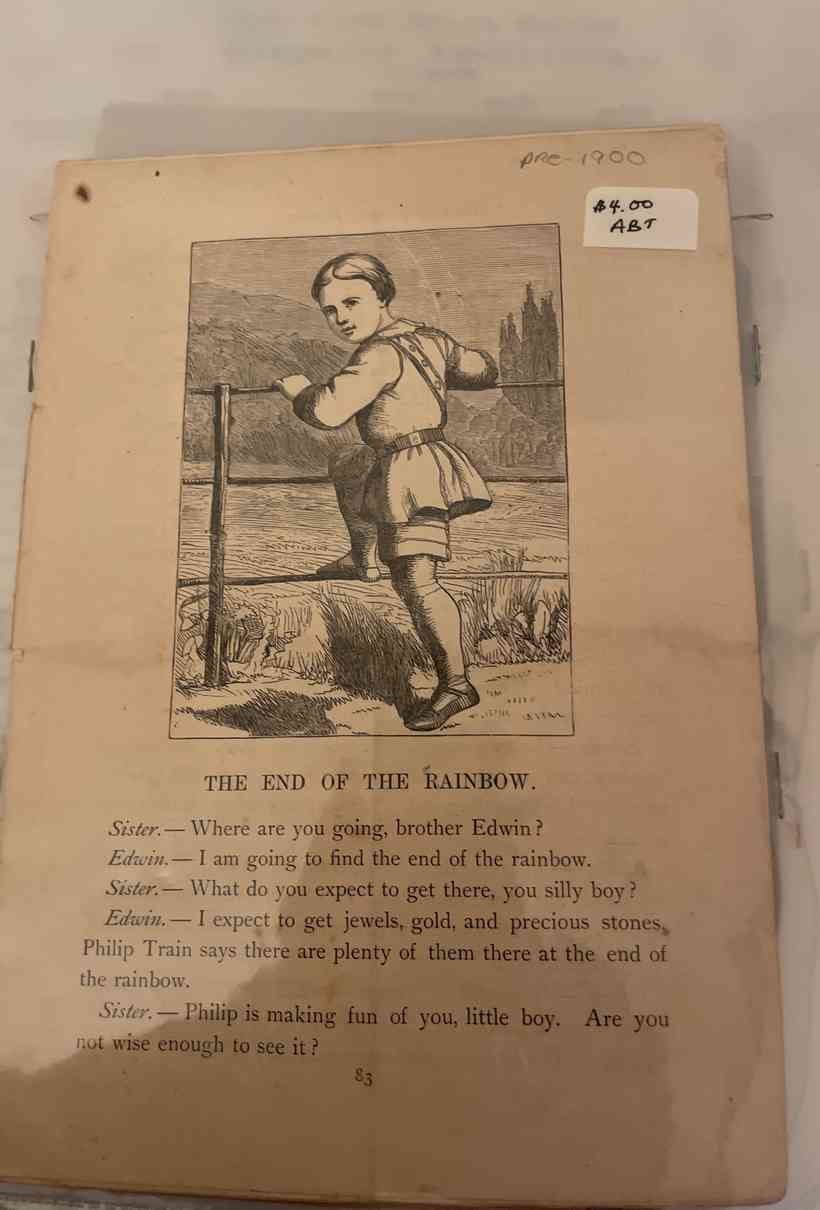 PRE-1900
$4.00
ABT
THE END OF THE RAINBOW.
Sister.— Where are you going, brother Edwin?
Edwin.— I am going to find the end of the rainbow.
Sister.— What do you expect to get there, you silly boy?
Edwin.— I expect to get jewels, gold, and precious stones.
Philip Train says there are plenty of them there at the end of
the rainbow.
Sister.— Philip is making fun of you, little boy. Are you
not wise enough to see it?
83